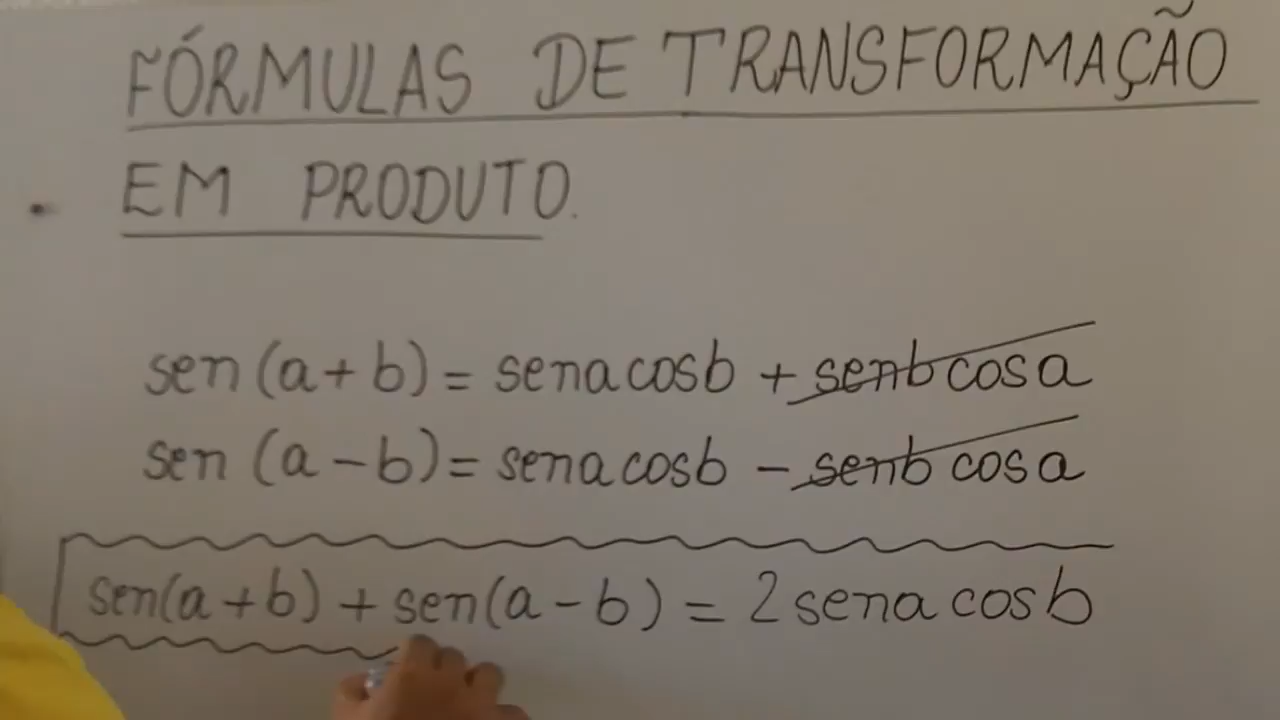 FÓRMULAS DE TRANSFORMAÇÃO
EM PRODUTO.
sen (a + b) = sena cosb + senb cosa
sen (a - b) = sena cosb - senb cosa
sen(a + b) + sen(a - b) = 2 sena cosb